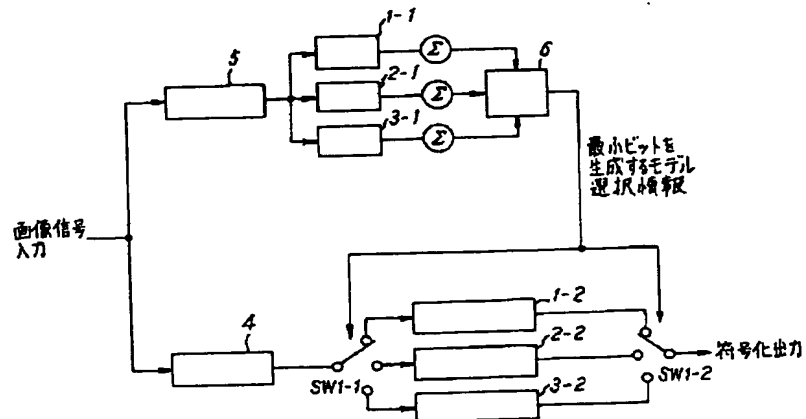 1-1
5
Σ
6
2-1
Σ
3-1
Σ
最小ビットを
生成するモデル
選択情報
画像信号
入力
1-2
4
2-2
符号化出力
SW1-1
SW1-2
3-2